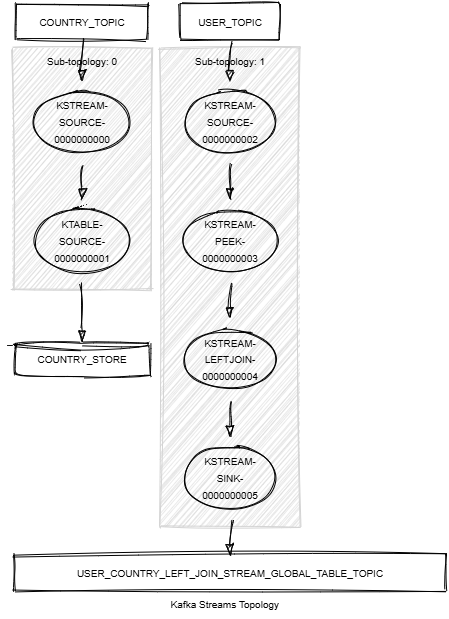 COUNTRY_TOPIC
USER_TOPIC
Sub-topology: 0
Sub-topology: 1
KSTREAM-
SOURCE-
0000000000
KSTREAM-
SOURCE-
0000000002
KTABLE-
SOURCE-
0000000001
KSTREAM-
PEEK-
0000000003
COUNTRY_STORE
KSTREAM-
LEFTJOIN-
0000000004
KSTREAM-
SINK-
0000000005
USER_COUNTRY_LEFT_JOIN_STREAM_GLOBAL_TABLE_TOPIC
Kafka Streams Topology